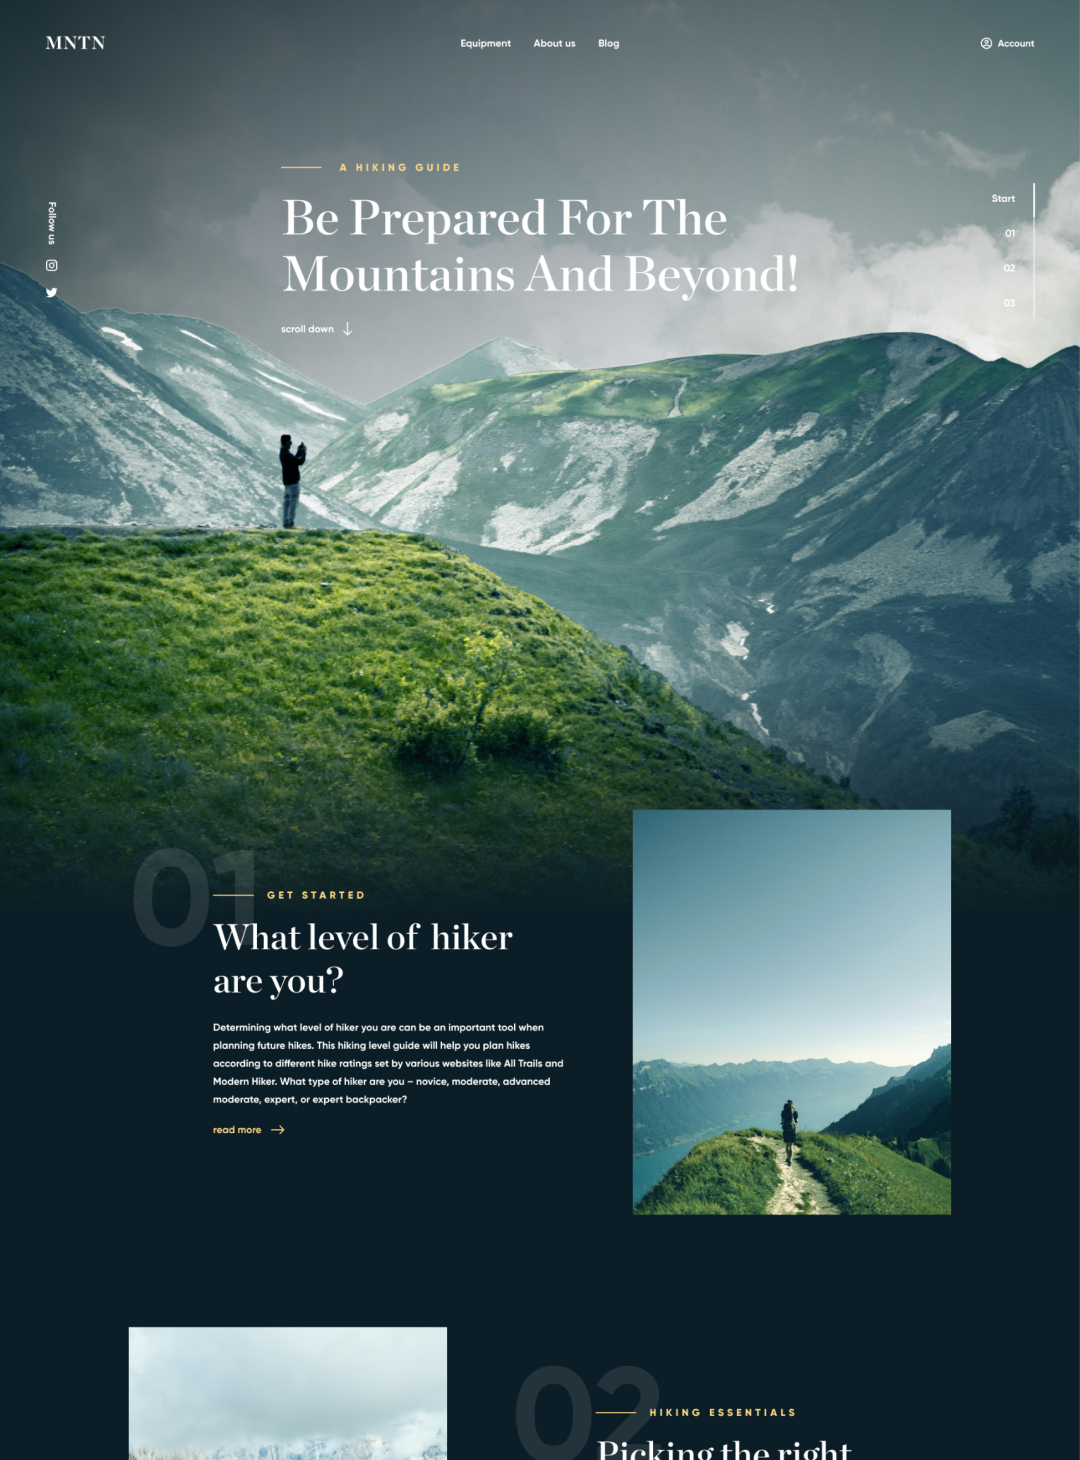 MNTN
Equipment
About us
Blog
Account
A HIKING GUIDE
Be Prepared For The
Mountains And Beyond!
scroll down
Follow us
Start
01
02
03
01
GET STARTED
What level of hiker
are you?
Determining what level of hiker you are can be an important tool when
planning future hikes. This hiking level guide will help you plan hikes
according to different hike ratings set by various websites like All Trails and
Modern Hiker. What type of hiker are you – novice, moderate, advanced
moderate, expert, or expert backpacker?
read more
02
HIKING ESSENTIALS
Picking the right